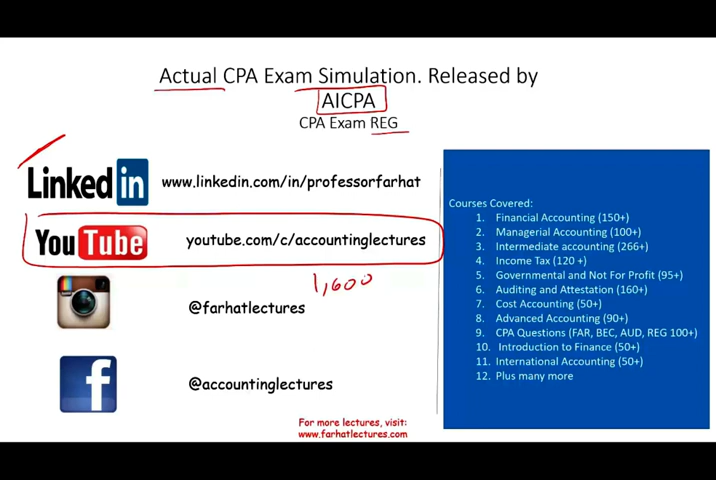 Actual CPA Exam Simulation. Released by
AICPA
CPA Exam REG
Linked in www.linkedin.com/in/professorfarhat
YouTube youtube.com/c/accountinglectures
1,600
@farhatlectures
f @accountinglectures
For more lectures, visit:
www.farhatlectures.com
Courses Covered:
1. Financial Accounting (150+)
2. Managerial Accounting (100+)
3. Intermediate accounting (266+)
4. Income Tax (120 +)
5. Governmental and Not For Profit (95+)
6. Auditing and Attestation (160+)
7. Cost Accounting (50+)
8. Advanced Accounting (90+)
9. CPA Questions (FAR, BEC, AUD, REG 100+)
10. Introduction to Finance (50+)
11. International Accounting (50+)
12. Plus many more